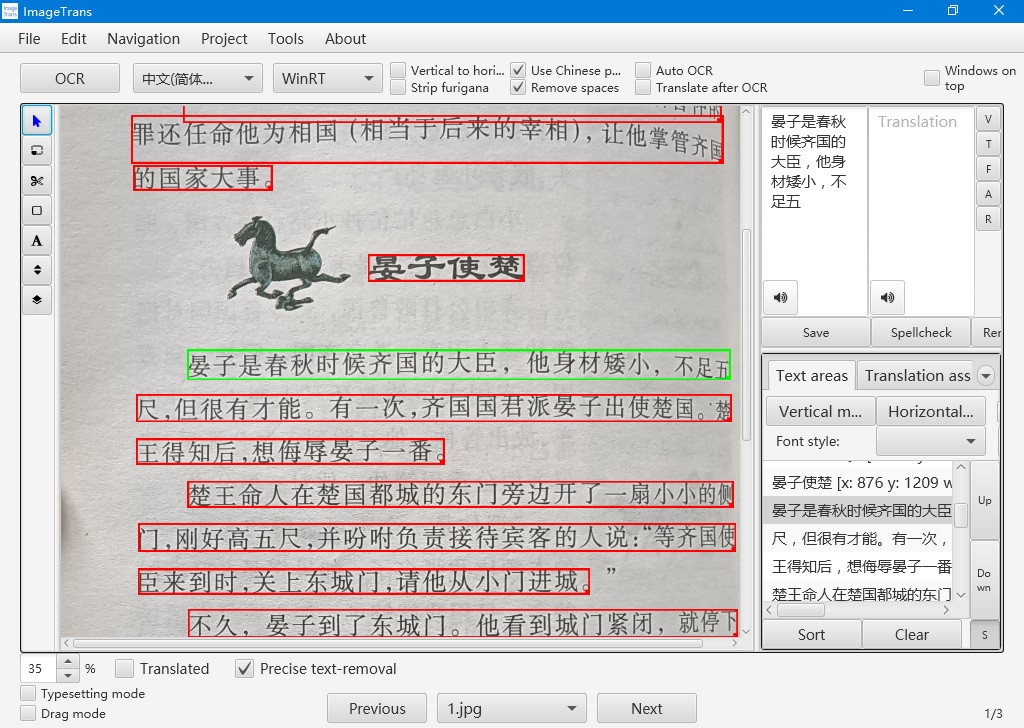 ImageTrans
File Edit Navigation Project Tools About
OCR
中文(简体...
WinRT
Vertical to hori...
Strip furigana
Use Chinese p...
Remove spaces
Auto OCR
Translate after OCR
Windows on top
罪还任命他为相国(相当于后来的宰相),让他掌管齐国
的国家大事。
晏子使楚
晏子是春秋时候齐国的大臣,他身材矮小,不足五
尺,但很有才能。有一次,齐国国君派晏子出使楚国。楚
王得知后,想侮辱晏子一番。
楚王命人在楚国都城的东门旁边开了一扇小小的侧
门,刚好高五尺,并吩咐负责接待宾客的人说:“等齐国使
臣来到时,关上东城门,请他从小门进城。”
不久,晏子到了东城门。他看到城门紧闭,就停下
A
晏子是春秋
时候齐国的
大臣，他身
材矮小，不
足五
Translation
V
T
F
A
R
Save
Spellcheck
Rer
Text areas
Translation ass
Vertical m...
Horizontal...
Font style:
晏子使楚 [x: 876 y: 1209 w
晏子是春秋时候齐国的大臣
尺，但很有才能。有一次，
王得知后，想侮辱晏子一番
楚王命人在楚国都城的东门
Up
Do
wn
Sort
Clear
S
35 %
Translated
Precise text-removal
Typesetting mode
Drag mode
Previous
1.jpg
Next
1/3